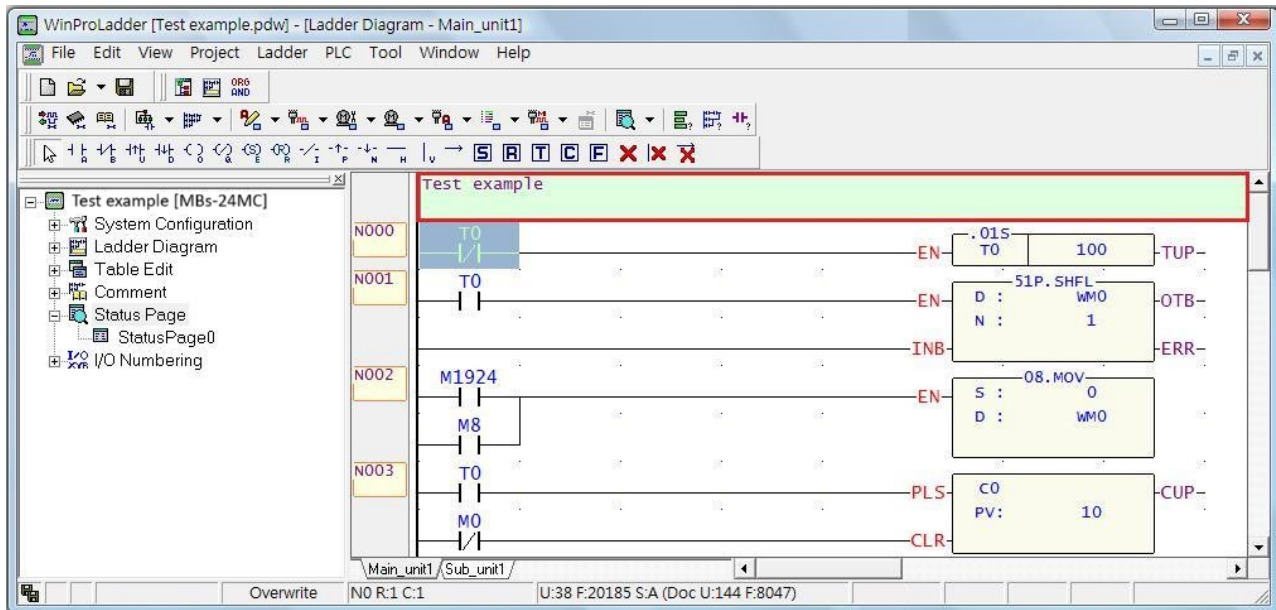 WinProLadder [Test example.pdw] - [Ladder Diagram - Main_unit1]
File Edit View Project Ladder PLC Tool Window Help
ORG
AND
A B U D E R I P N H V S R T C F
Test example [MBs-24MC]
System Configuration
Ladder Diagram
Table Edit
Comment
Status Page
StatusPage0
I/O Numbering
Test example
N000
T0
EN
.01S
T0 100
TUP
N001
T0
EN
51P.SHFL
D : WM0
OTB
N : 1
INB
ERR
N002
M1924
EN
08.MOV
S : 0
M8
D : WM0
N003
T0
PLS
C0
CUP
M0
PV: 10
CLR
Main_unit1 Sub_unit1
Overwrite N0 R:1 C:1 U:38 F:20185 S:A (Doc U:144 F:8047)